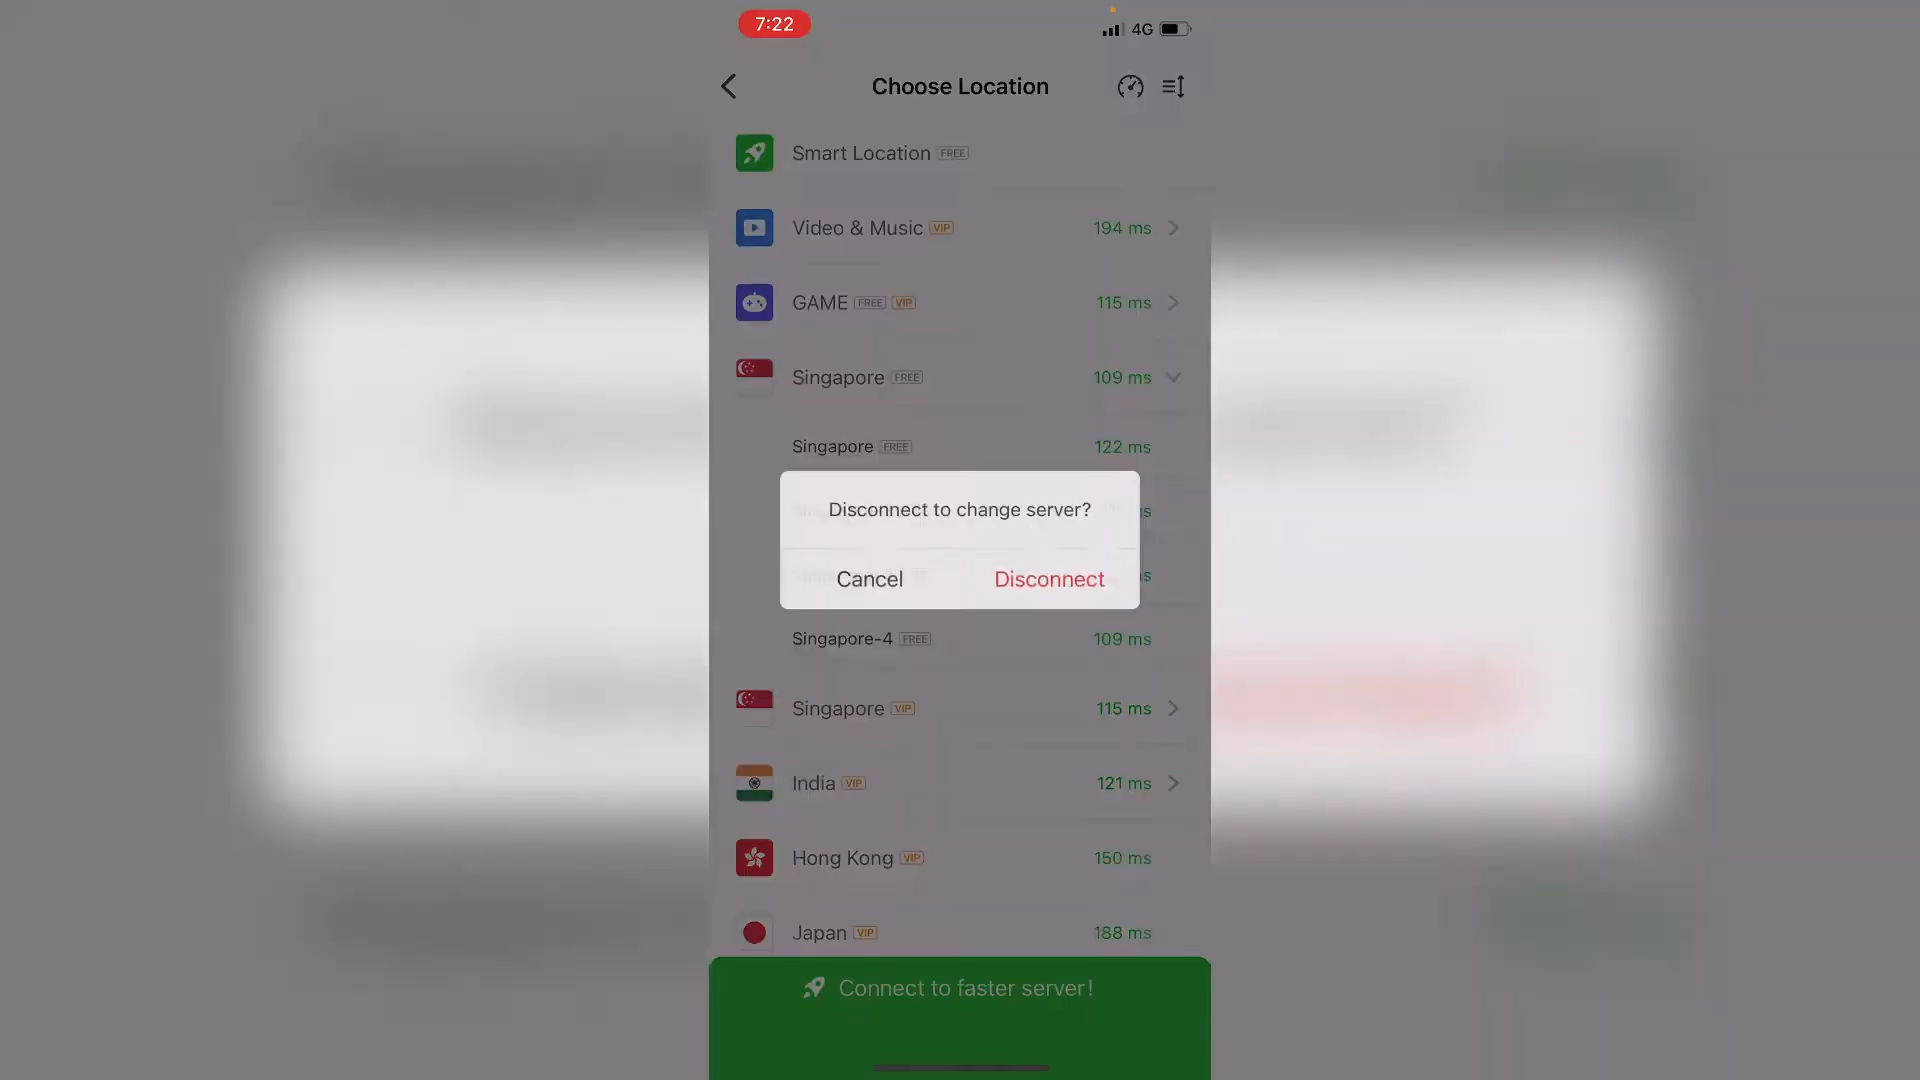 7:22
4G
Choose Location
Smart Location FREE
Video & Music VIP 194 ms
GAME FREE VIP 115 ms
Singapore FREE 109 ms
Singapore FREE 122 ms
Disconnect to change server?
Cancel Disconnect
Singapore-4 FREE 109 ms
Singapore VIP 115 ms
India VIP 121 ms
Hong Kong VIP 150 ms
Japan VIP 188 ms
Connect to faster server!